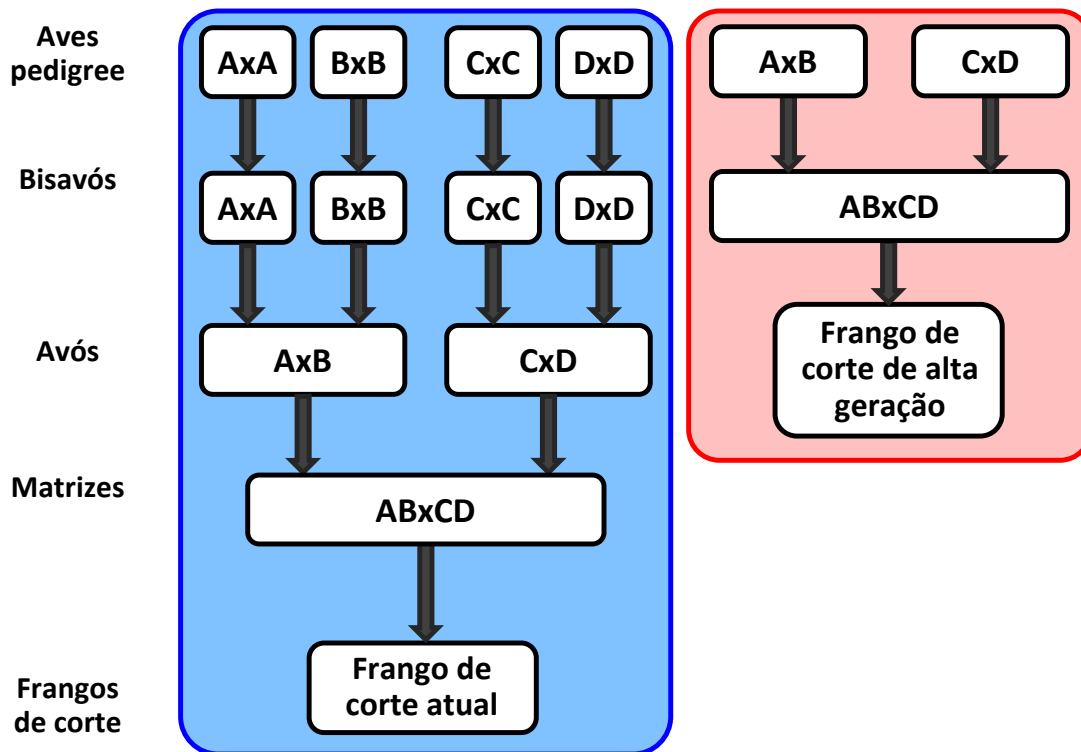 Aves
pedigree
AxA
BxB
CxC
DxD
AxB
CxD
Bisavós
AxA
BxB
CxC
DxD
ABxCD
Avós
AxB
CxD
Frango de
corte de alta
geração
Matrizes
ABxCD
Frangos
de corte
Frango de
corte atual